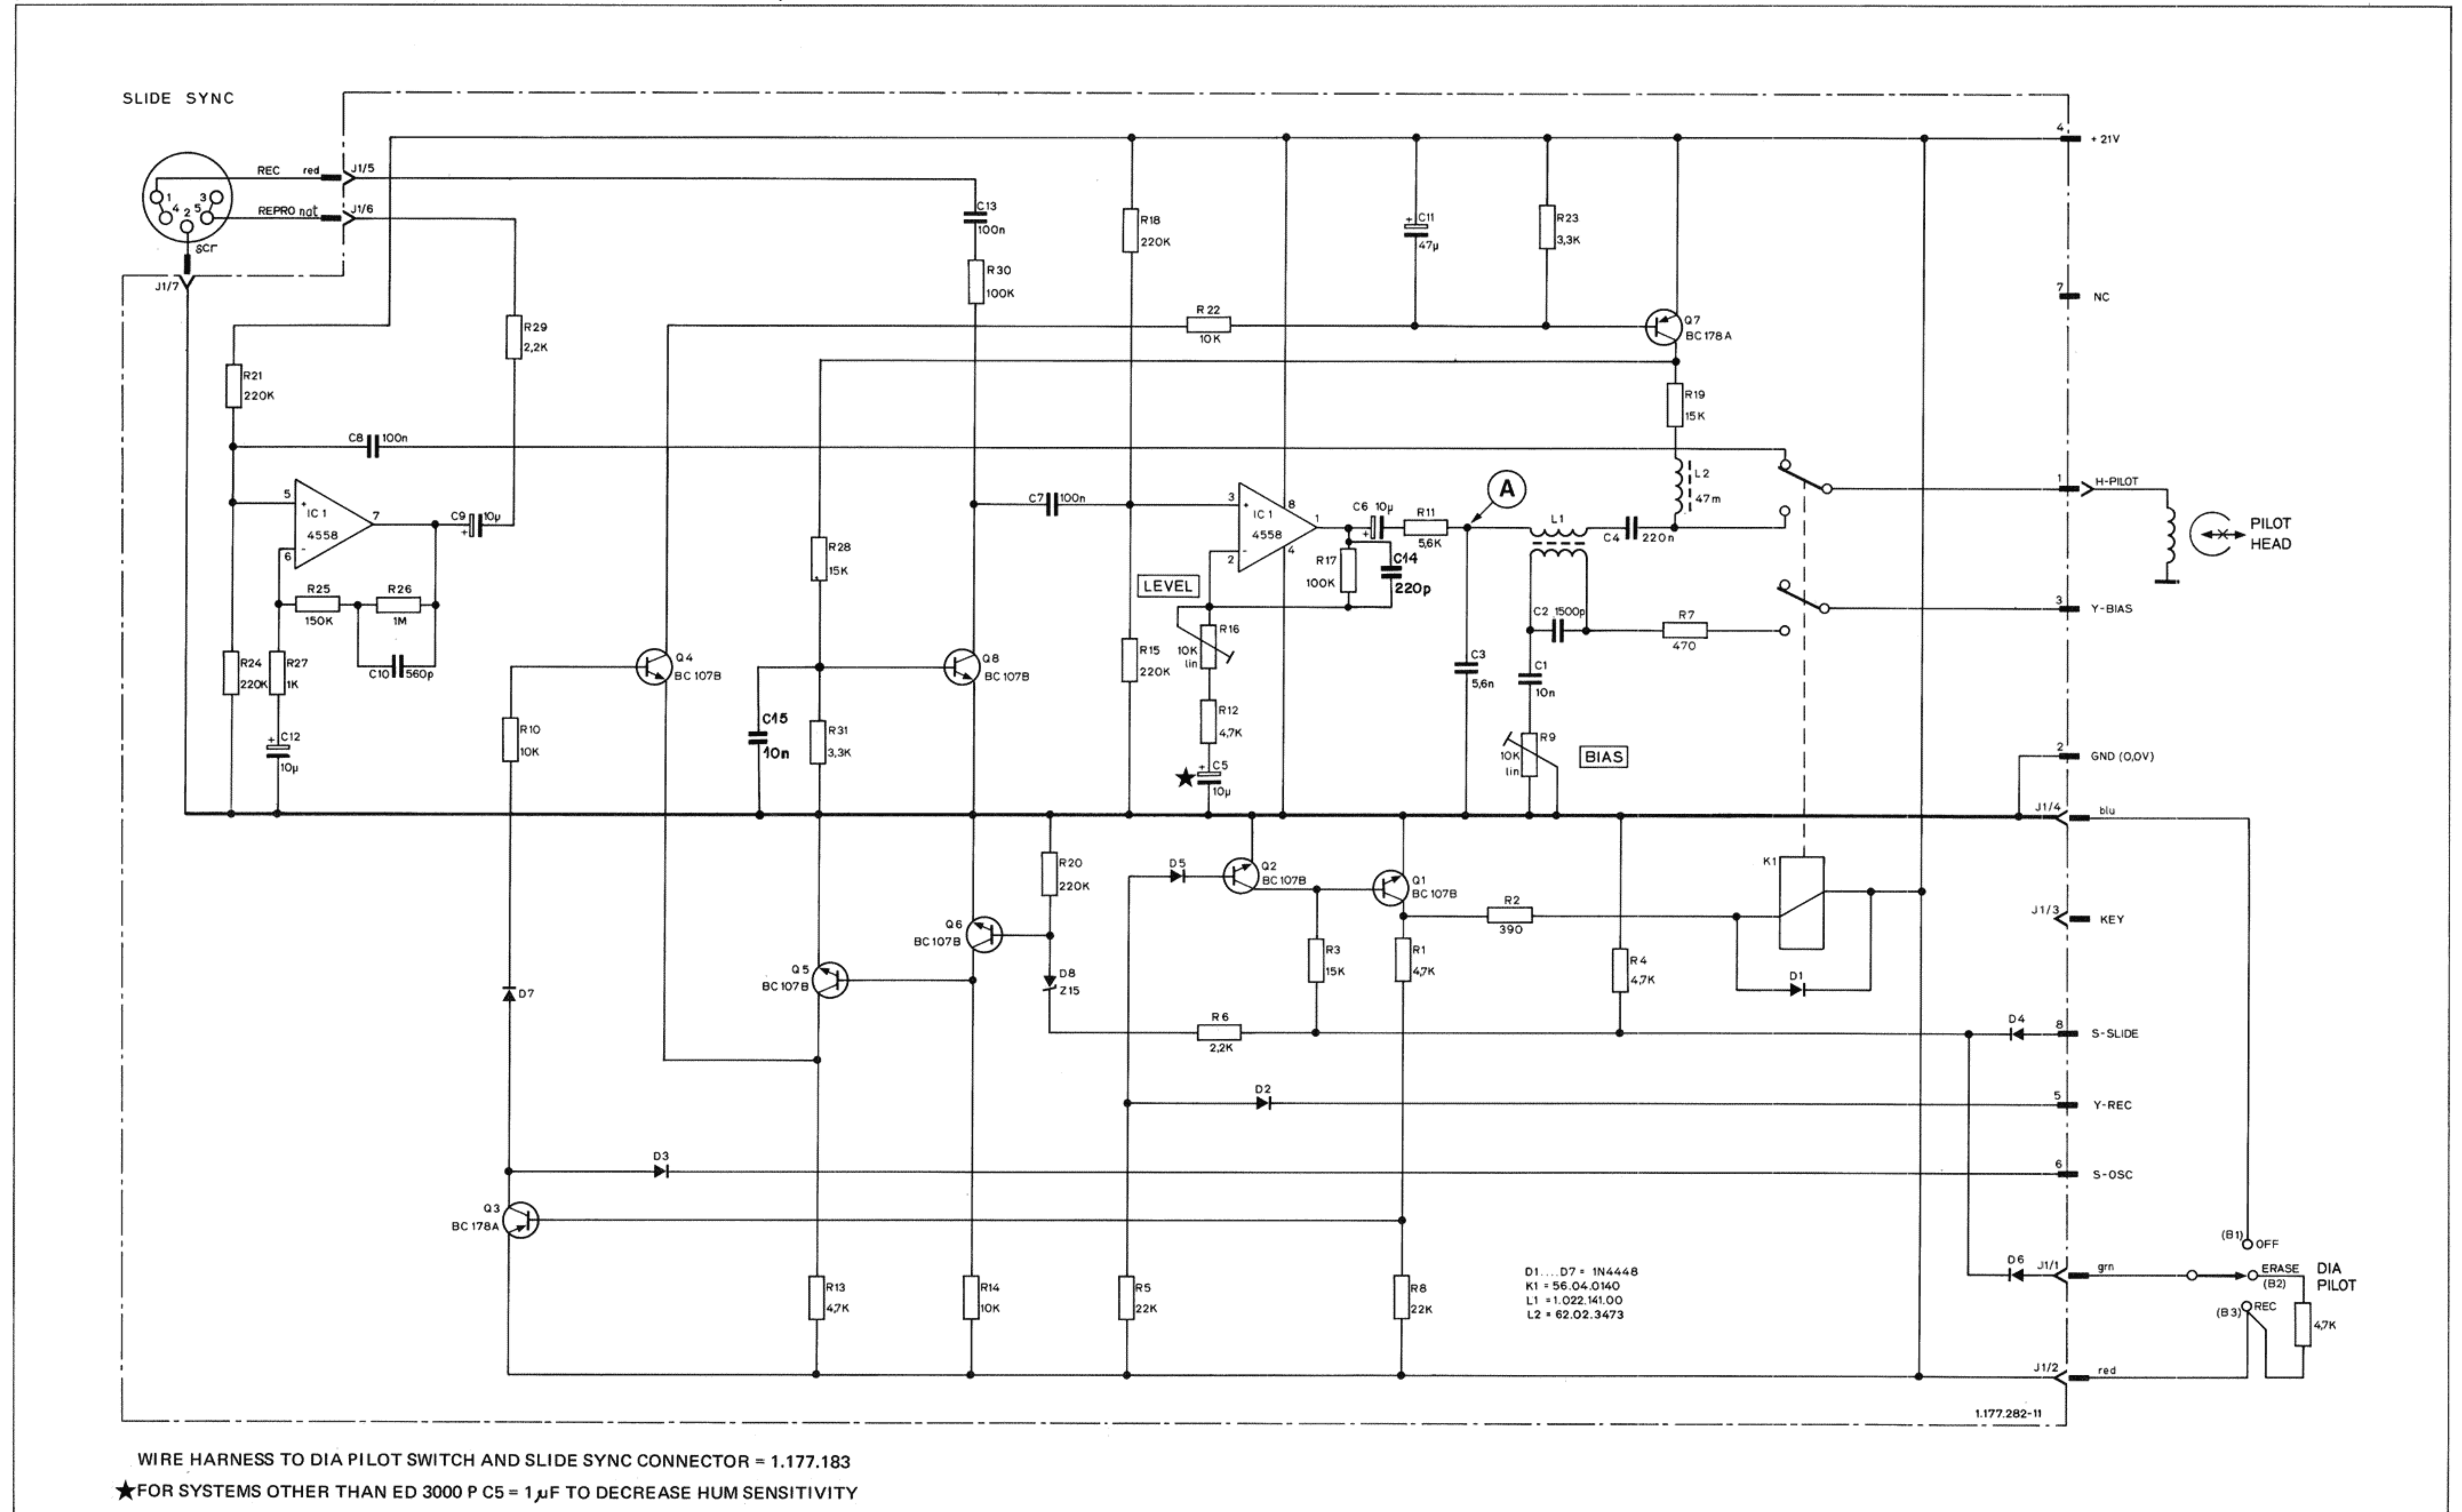 SLIDE SYNC
REC red J1/5
REPRO nat J1/6
1 4 2 5 3
scr
J1/7
4 +21V
7 NC
1 H-PILOT
PILOT
HEAD
3 Y-BIAS
2 GND (0,0V)
J1/4 blu
J1/3 KEY
8 S-SLIDE
5 Y-REC
6 S-OSC
J1/1 grn
J1/2 red
C13
100n
R30
100K
R18
220K
C11
+
47µ
R23
3,3K
R22
10K
Q7
BC178A
R29
2,2K
R21
220K
R19
15K
C8 100n
L2
47m
5
+
IC1
4558
-
6
7
C9 10µ
+
R25
150K
R26
1M
C10 560p
R24
220K
R27
1K
+ C12
10µ
R28
15K
C7 100n
3
+
IC1
4558
-
2
8
4
1
C6 10µ
+
R11
5,6K
A
R17
100K
C14
220p
L1
C4 220n
LEVEL
R16
10K
lin
R15
220K
R12
4,7K
★ + C5
10µ
C3
5,6n
C2 1500p
R7
470
C1
10n
R9
10K
lin
BIAS
Q4
BC107B
Q8
BC107B
R10
10K
C15
10n
R31
3,3K
R20
220K
D5
Q2
BC107B
Q1
BC107B
R2
390
K1
D1
Q6
BC107B
Q5
BC107B
D8
Z15
R3
15K
R1
4,7K
R4
4,7K
D7
R6
2,2K
D4
D2
D3
Q3
BC178A
R13
4,7K
R14
10K
R5
22K
R8
22K
D1....D7 = 1N4448
K1 = 56.04.0140
L1 = 1.022.141.00
L2 = 62.02.3473
D6
(B1) OFF
ERASE
(B2)
(B3) REC
DIA
PILOT
4,7K
1.177.282-11
WIRE HARNESS TO DIA PILOT SWITCH AND SLIDE SYNC CONNECTOR = 1.177.183
★FOR SYSTEMS OTHER THAN ED 3000 P C5 = 1µF TO DECREASE HUM SENSITIVITY